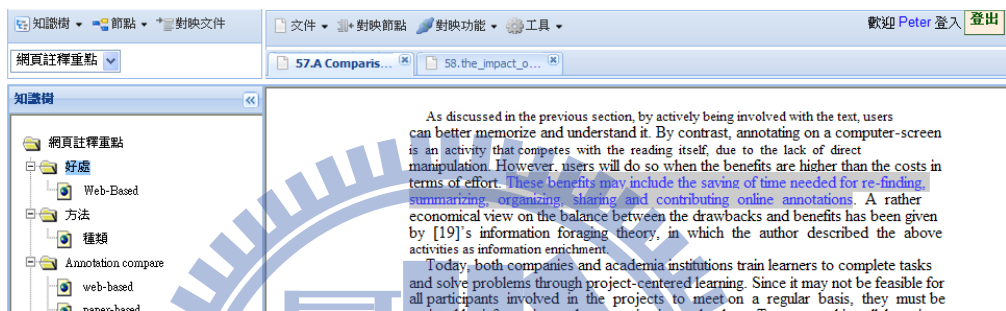 知識樹 節點 對映文件
文件 對映節點 對映功能 工具 歡迎 Peter 登入 登出
網頁註釋重點
57.A Comparis... 58.the_impact_o...
知識樹
網頁註釋重點
好處
Web-Based
方法
種類
Annotation compare
web-based
paper-based
As discussed in the previous section, by actively being involved with the text, users
can better memorize and understand it. By contrast, annotating on a computer-screen
is an activity that competes with the reading itself, due to the lack of direct
manipulation. However, users will do so when the benefits are higher than the costs in
terms of effort. These benefits may include the saving of time needed for re-finding,
summarizing, organizing, sharing and contributing online annotations. A rather
economical view on the balance between the drawbacks and benefits has been given
by [19]'s information foraging theory, in which the author described the above
activities as information enrichment.
Today, both companies and academia institutions train learners to complete tasks
and solve problems through project-centered learning. Since it may not be feasible for
all participants involved in the projects to meet on a regular basis, they must be